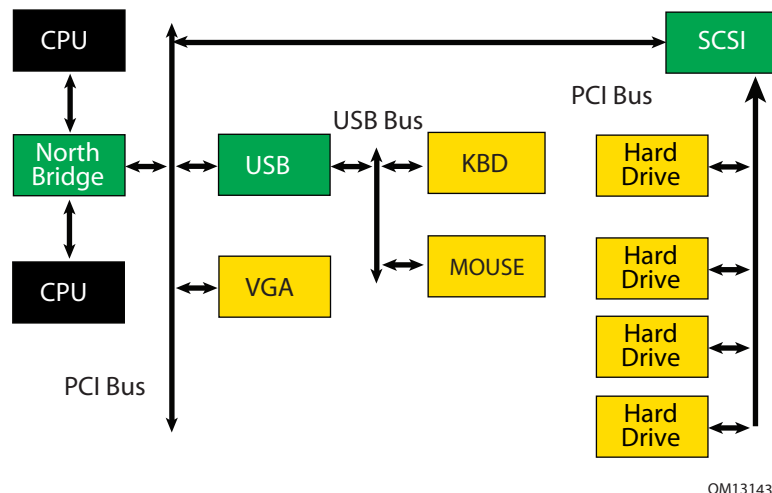 CPU
SCSI
PCI Bus
USB Bus
North
Bridge
USB
KBD
Hard
Drive
CPU
VGA
MOUSE
Hard
Drive
Hard
Drive
PCI Bus
Hard
Drive
OM13143